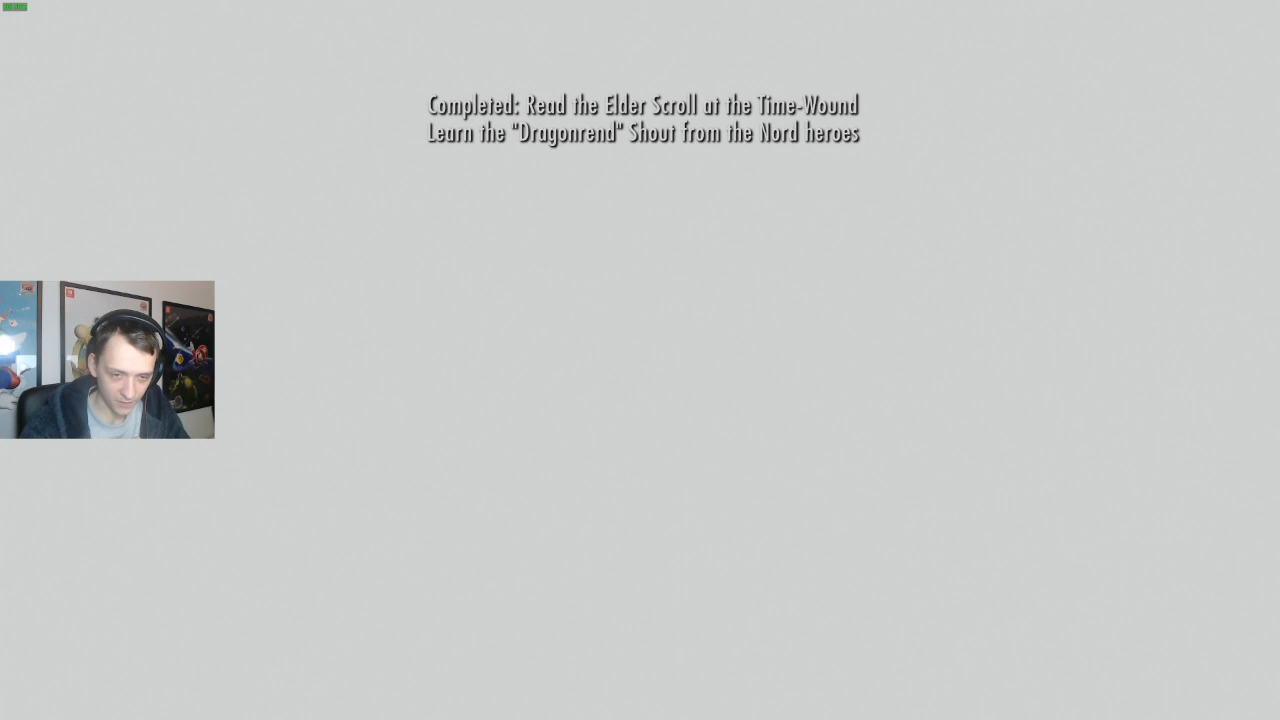 Completed: Read the Elder Scroll at the Time-Wound
Learn the "Dragonrend" Shout from the Nord heroes